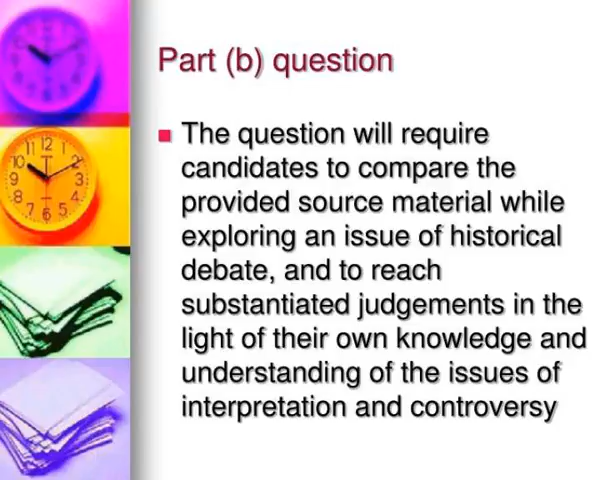 Part (b) question
The question will require
candidates to compare the
provided source material while
exploring an issue of historical
debate, and to reach
substantiated judgements in the
light of their own knowledge and
understanding of the issues of
interpretation and controversy